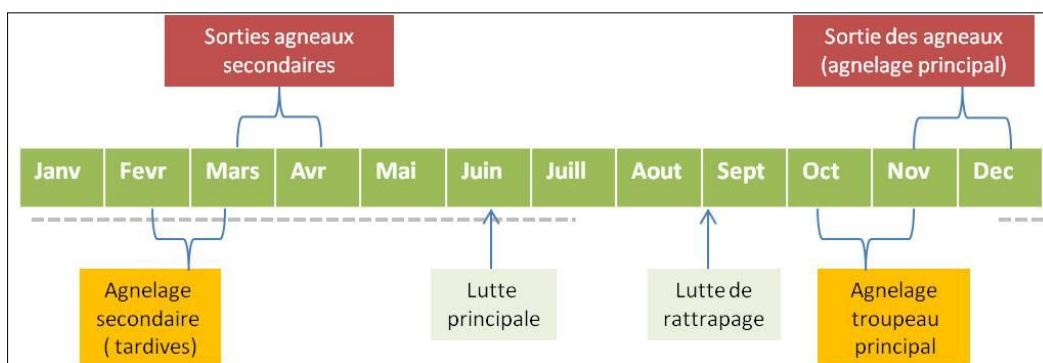 Sorties agneaux
secondaires
Sortie des agneaux
(agnelage principal)
Janv Fevr Mars Avr Mai Juin Juill Aout Sept Oct Nov Dec
Agnelage
secondaire
( tardives)
Lutte
principale
Lutte de
rattrapage
Agnelage
troupeau
principal